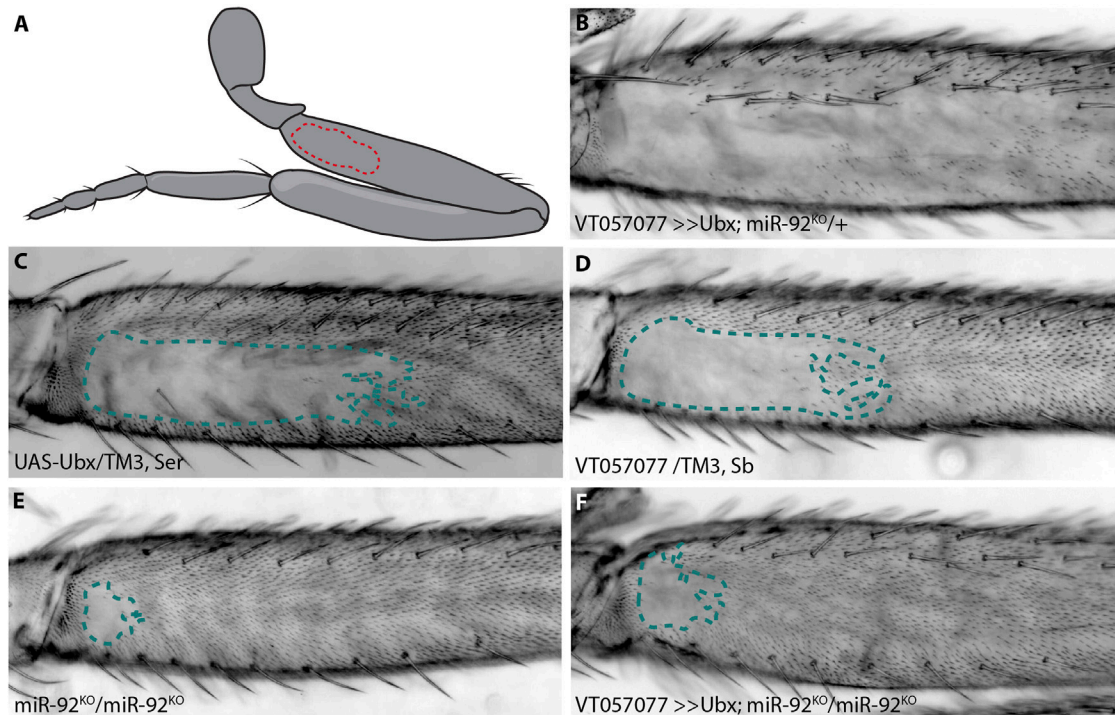 A
B
VT057077 >>Ubx; miR-92ᴷᴼ/+
C
UAS-Ubx/TM3, Ser
D
VT057077 /TM3, Sb
E
miR-92ᴷᴼ/miR-92ᴷᴼ
F
VT057077 >>Ubx; miR-92ᴷᴼ/miR-92ᴷᴼ